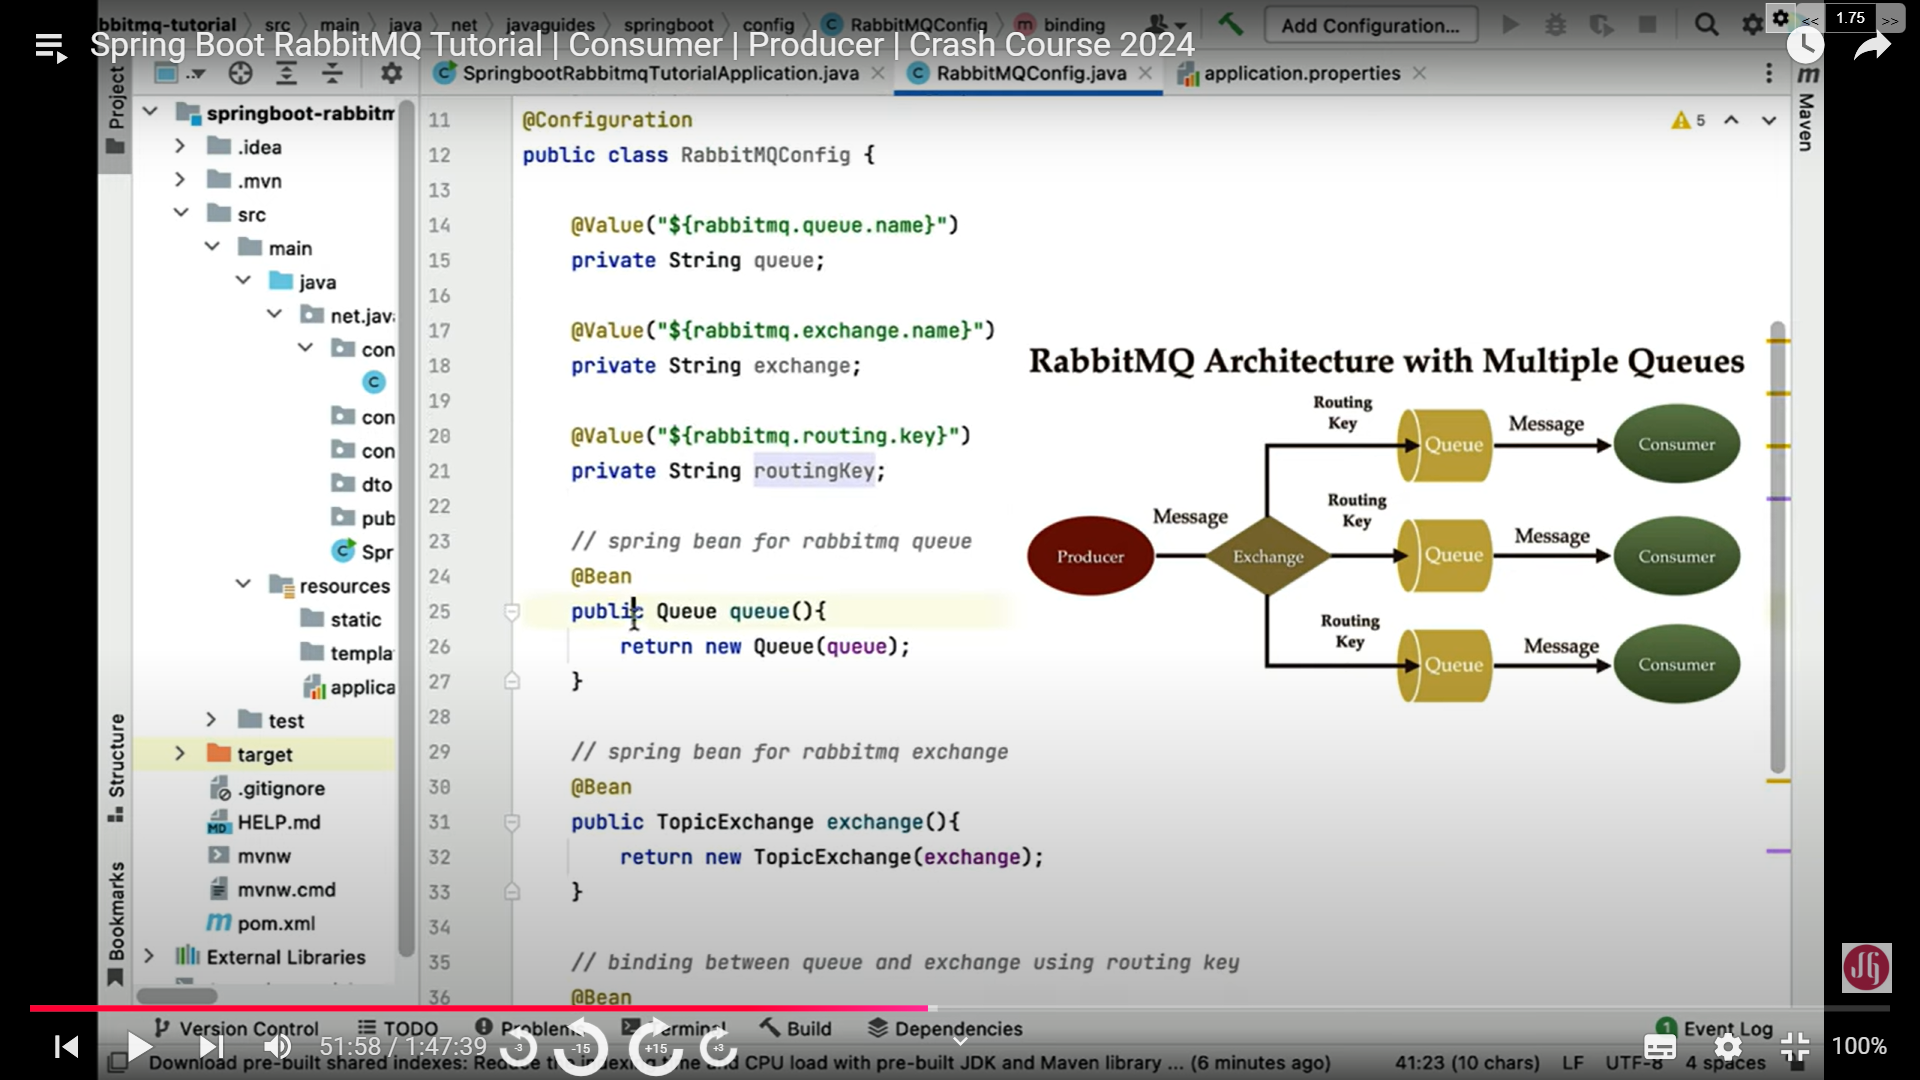 bbitmq-tutorial src main java net javaguides springboot config RabbitMQConfig binding Add Configuration... << 1.75 >>
Spring Boot RabbitMQ Tutorial | Consumer | Producer | Crash Course 2024
SpringbootRabbitmqTutorialApplication.java RabbitMQConfig.java application.properties
Project
Maven
springboot-rabbitm
.idea
.mvn
src
main
java
net.jav
con
con
con
dto
pub
Spr
resources
static
templa
applica
test
target
.gitignore
HELP.md
mvnw
mvnw.cmd
pom.xml
External Libraries
Structure
Bookmarks
5
11 @Configuration
12 public class RabbitMQConfig {
13
14 @Value("${rabbitmq.queue.name}")
15 private String queue;
16
17 @Value("${rabbitmq.exchange.name}")
18 private String exchange;
19
20 @Value("${rabbitmq.routing.key}")
21 private String routingKey;
22
23 // spring bean for rabbitmq queue
24 @Bean
25 public Queue queue(){
26 return new Queue(queue);
27 }
28
29 // spring bean for rabbitmq exchange
30 @Bean
31 public TopicExchange exchange(){
32 return new TopicExchange(exchange);
33 }
34
35 // binding between queue and exchange using routing key
36 @Bean
RabbitMQ Architecture with Multiple Queues
Routing
Key
Queue
Message
Consumer
Producer
Message
Exchange
Routing
Key
Queue
Message
Consumer
Routing
Key
Queue
Message
Consumer
Version Control TODO Problems Terminal Build Dependencies Event Log
51:58 / 1:47:39 -3 -15 +15 +3 100%
Download pre-built shared indexes: Reduce the indexing time and CPU load with pre-built JDK and Maven library ... (6 minutes ago) 41:23 (10 chars) LF UTF-8 4 spaces